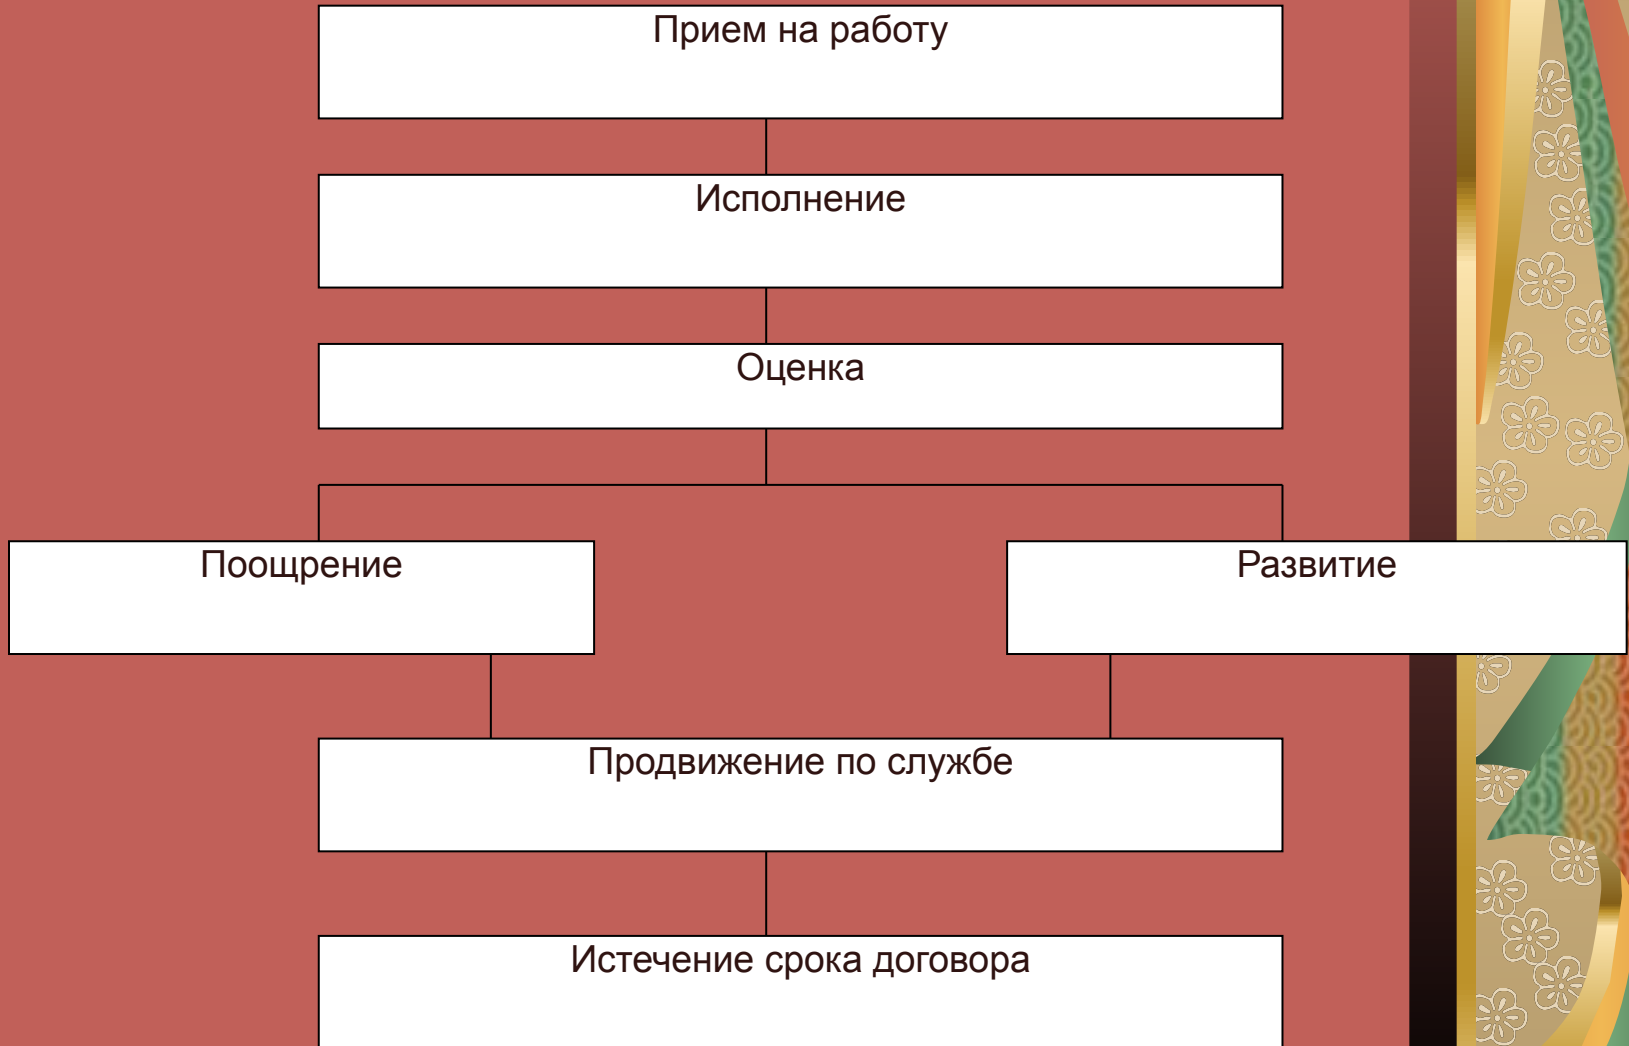 Прием на работу
Исполнение
Оценка
Поощрение
Развитие
Продвижение по службе
Истечение срока договора